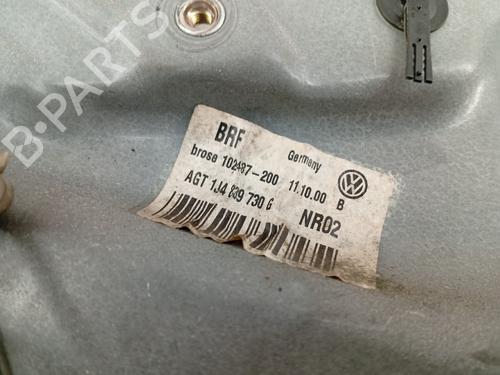 B-PARTS
BRF Germany
brose 102487-200 11.10.00 B
AGT 1J4 839 730 G NR02